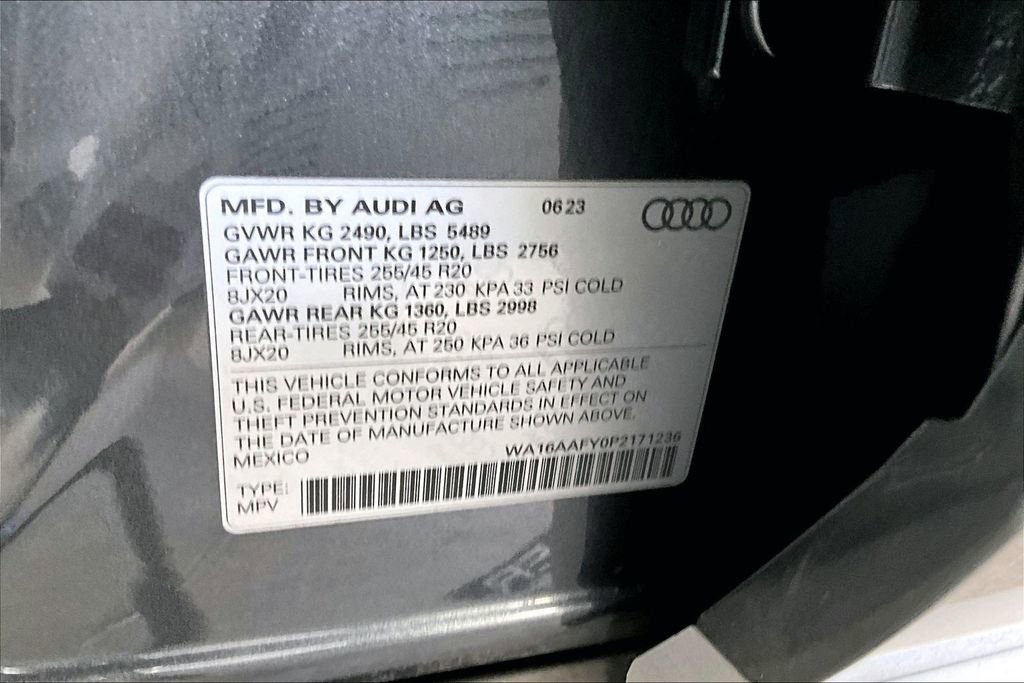 MFD. BY AUDI AG 0623
GVWR KG 2490, LBS 5489
GAWR FRONT KG 1250, LBS 2756
FRONT-TIRES 255/45 R20
8JX20 RIMS, AT 230 KPA 33 PSI COLD
GAWR REAR KG 1360, LBS 2998
REAR-TIRES 255/45 R20
8JX20 RIMS, AT 250 KPA 36 PSI COLD
THIS VEHICLE CONFORMS TO ALL APPLICABLE
U.S. FEDERAL MOTOR VEHICLE SAFETY AND
THEFT PREVENTION STANDARDS IN EFFECT ON
THE DATE OF MANUFACTURE SHOWN ABOVE.
MEXICO WA16AAFY0P2171236
TYPE:
MPV